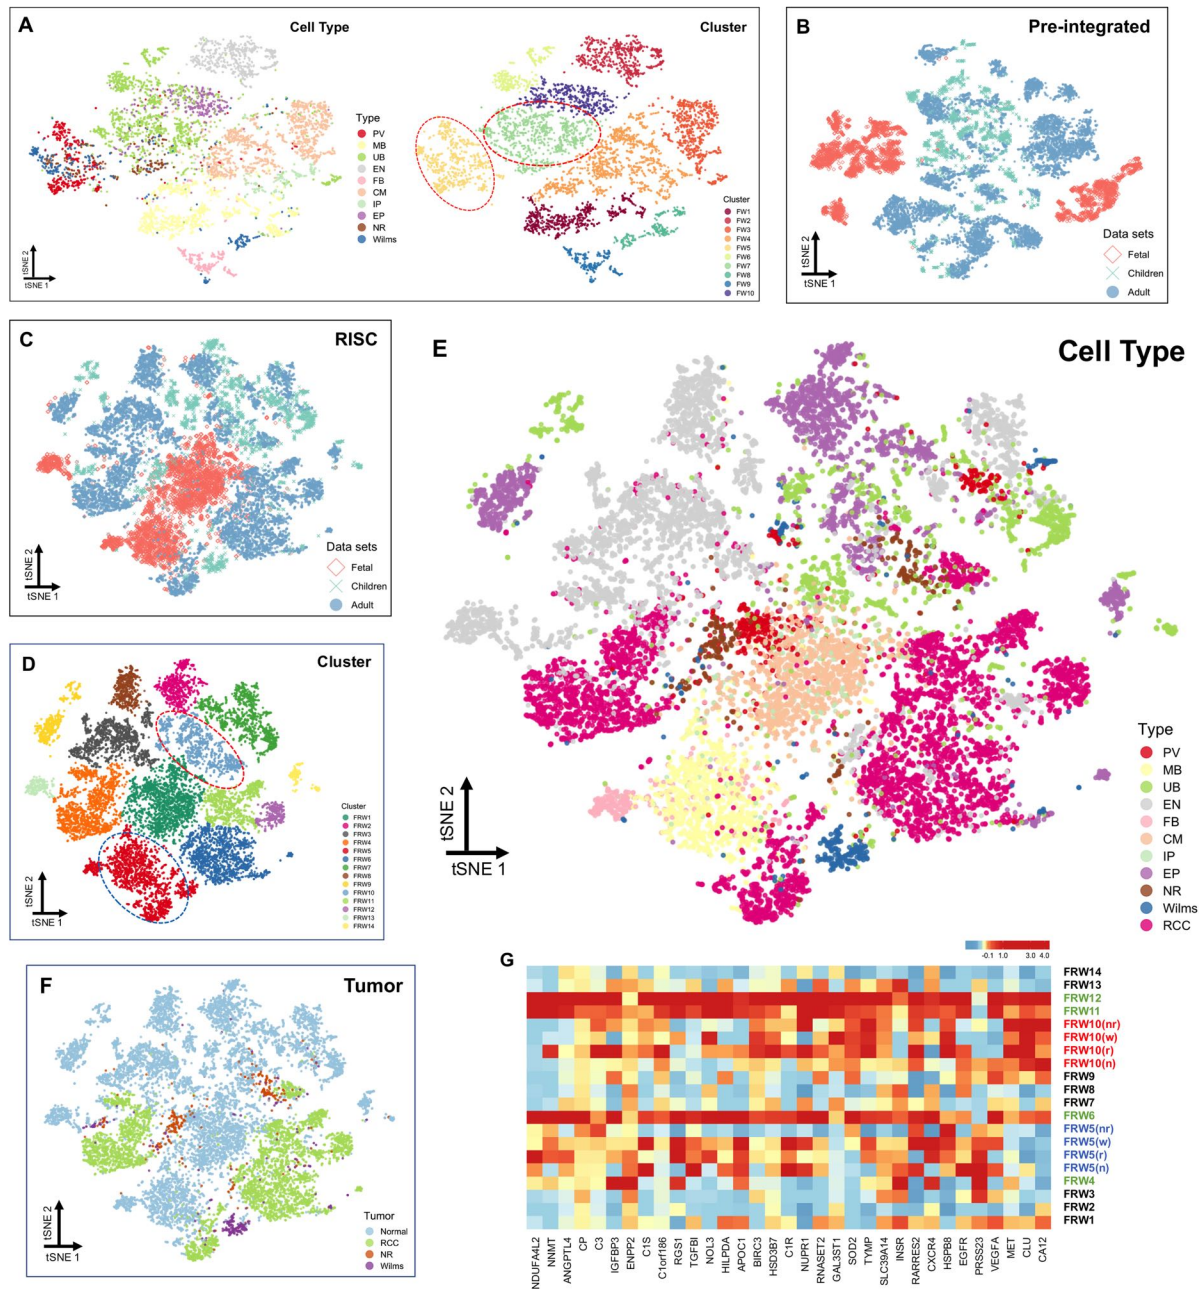 A
Cell Type
Cluster
Type
PV
MB
UB
EN
FB
CM
IP
EP
NR
Wilms
tSNE 2
tSNE 1
Cluster
FW1
FW2
FW3
FW4
FW5
FW6
FW7
FW8
FW9
FW10
B
Pre-integrated
Data sets
Fetal
Children
Adult
tSNE 2
tSNE 1
C
RISC
Data sets
Fetal
Children
Adult
tSNE 2
tSNE 1
D
Cluster
Cluster
FRW1
FRW2
FRW3
FRW4
FRW5
FRW6
FRW7
FRW8
FRW9
FRW10
FRW11
FRW12
FRW13
FRW14
tSNE 2
tSNE 1
E
Cell Type
Type
PV
MB
UB
EN
FB
CM
IP
EP
NR
Wilms
RCC
tSNE 2
tSNE 1
F
Tumor
Tumor
Normal
RCC
NR
Wilms
tSNE 2
tSNE 1
G
-0.1 1.0 3.0 4.0
FRW14
FRW13
FRW12
FRW11
FRW10(nr)
FRW10(w)
FRW10(r)
FRW10(n)
FRW9
FRW8
FRW7
FRW6
FRW5(nr)
FRW5(w)
FRW5(r)
FRW5(n)
FRW4
FRW3
FRW2
FRW1
NDUFA4L2
NNMT
ANGPTL4
CP
C3
IGFBP3
ENPP2
C1S
C1orf186
RGS1
TGFBI
NOL3
HILPDA
APOC1
BIRC3
HSD3B7
C1R
NUPR1
RNASET2
GAL3ST1
SOD2
TYMP
SLC39A14
INSR
RARRES2
CXCR4
HSPB8
EGFR
PRSS23
VEGFA
MET
CLU
CA12